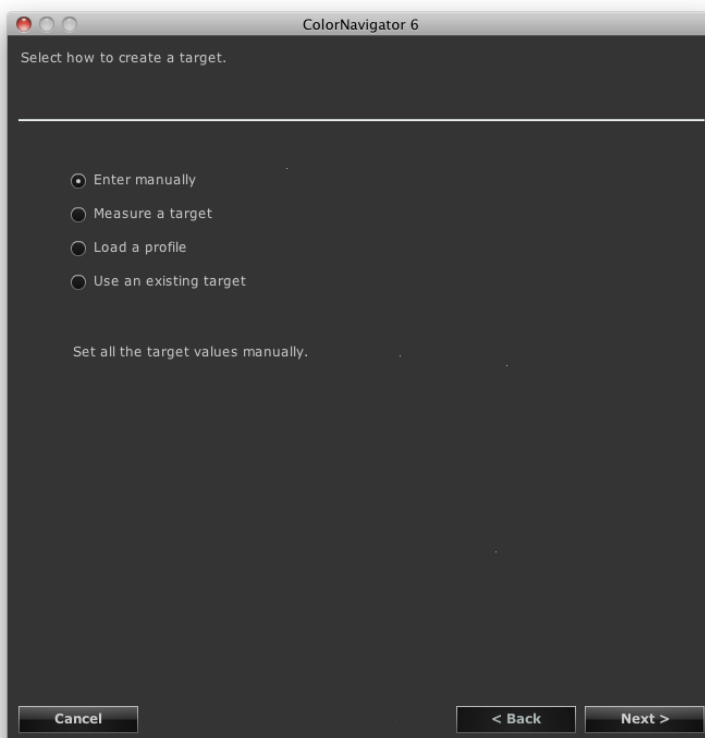 ColorNavigator 6
Select how to create a target.
Enter manually
Measure a target
Load a profile
Use an existing target
Set all the target values manually.
Cancel
< Back
Next >